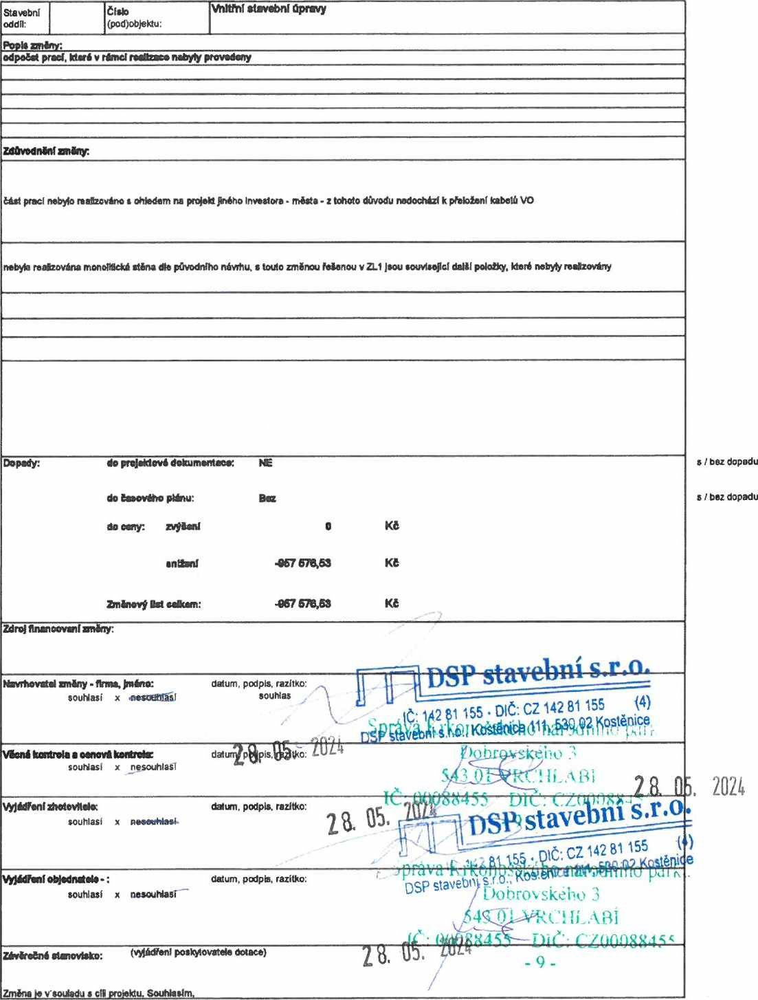 Stavební oddíl:
Číslo (pod)objektu:
Vnitřní stavební úpravy
Popis změny:
odpočet prací, které v rámci realizace nebyly provedeny
Zdůvodnění změny:
část prací nebylo realizováno s ohledem na projekt jiného investora - města - z tohoto důvodu nedochází k přeložení kabelů VO
nebyla realizována monolitická stěna dle původního návrhu, s touto změnou řešenou v ZL1 jsou související další položky, které nebyly realizovány
Dopady: do projektové dokumentace: NE s / bez dopadu
do časového plánu: Bez s / bez dopadu
do ceny: zvýšení 0 Kč
snížení -957 576,53 Kč
Změnový list celkem: -957 576,53 Kč
Zdroj financovaní změny:
Navrhovatel změny - firma, jméno: datum, podpis, razítko:
souhlasí x nesouhlasí souhlas
DSP stavební s.r.o.
IČ: 142 81 155 · DIČ: CZ 142 81 155 (4)
DSP stavební s.r.o., Kostěnice 111, 530 02 Kostěnice
Správa Krkonošského národního park
Věcná kontrola a cenová kontrola: datum, podpis, razítko: 28. 05. 2024
souhlasí x nesouhlasí
Dobrovského 3
543 01 VRCHLABÍ
28. 05. 2024
IČ: 00088455 DIČ: CZ00088455
Vyjádření zhotovitele: datum, podpis, razítko: 28. 05. 2024
souhlasí x nesouhlasí
DSP stavební s.r.o.
IČ: 142 81 155 · DIČ: CZ 142 81 155 (4)
DSP stavební s.r.o., Kostěnice 111, 530 02 Kostěnice
Správa Krkonošského národního park
Vyjádření objednatele - : datum, podpis, razítko:
souhlasí x nesouhlasí
Dobrovského 3
543 01 VRCHLABÍ
IČ: 00088455 DIČ: CZ00088455
- 9 -
Závěrečné stanovisko: (vyjádření poskytovatele dotace) 28. 05. 2024
Změna je v souladu s cíli projektu. Souhlasím,